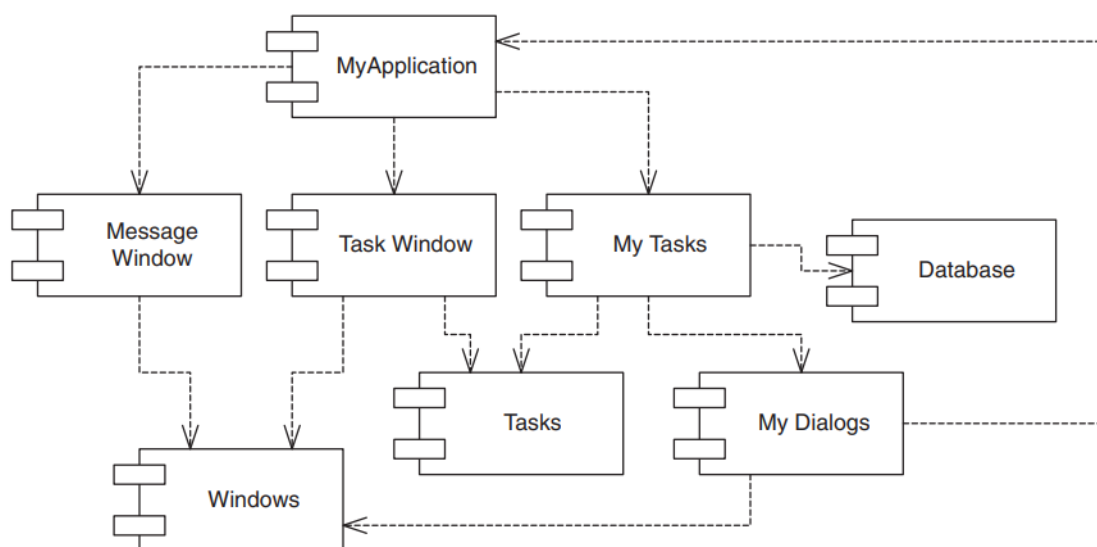 MyApplication
Message
Window
Task Window
My Tasks
Database
Tasks
My Dialogs
Windows